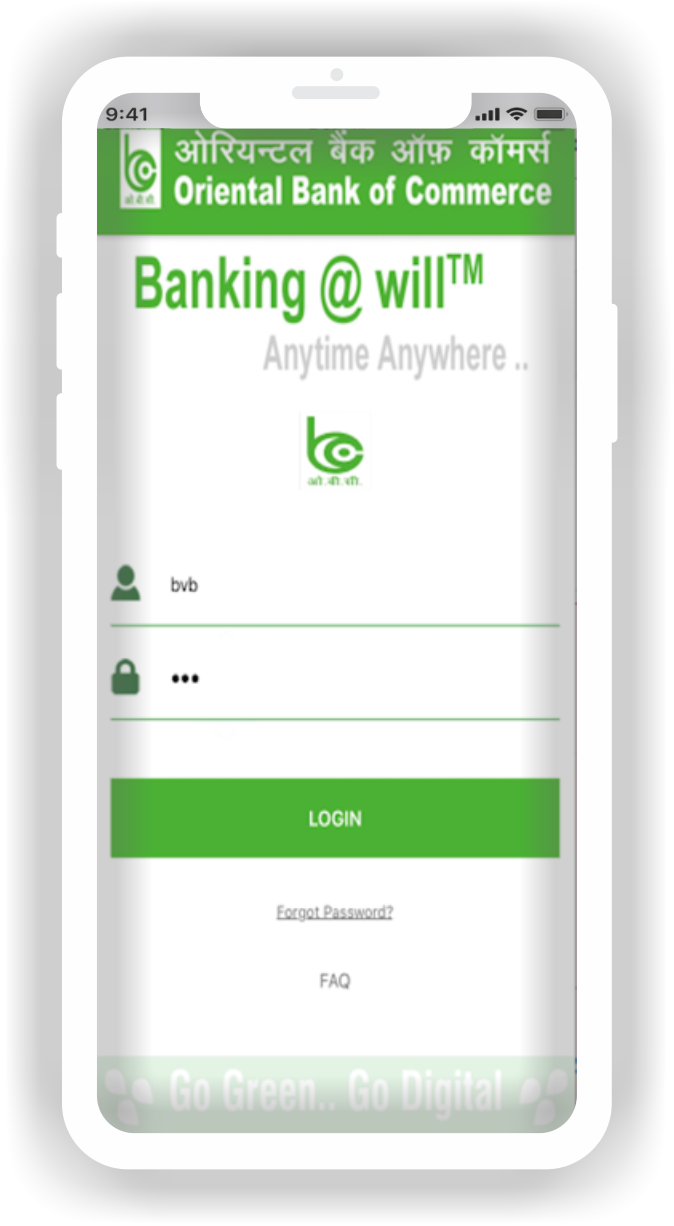 9:41
ओरियन्टल बैंक ऑफ़ कॉमर्स
ओ.बी.सी.
Oriental Bank of Commerce
Banking @ will™
Anytime Anywhere ..
ओ.बी.सी.
bvb
•••
LOGIN
Forgot Password?
FAQ
Go Green.. Go Digital